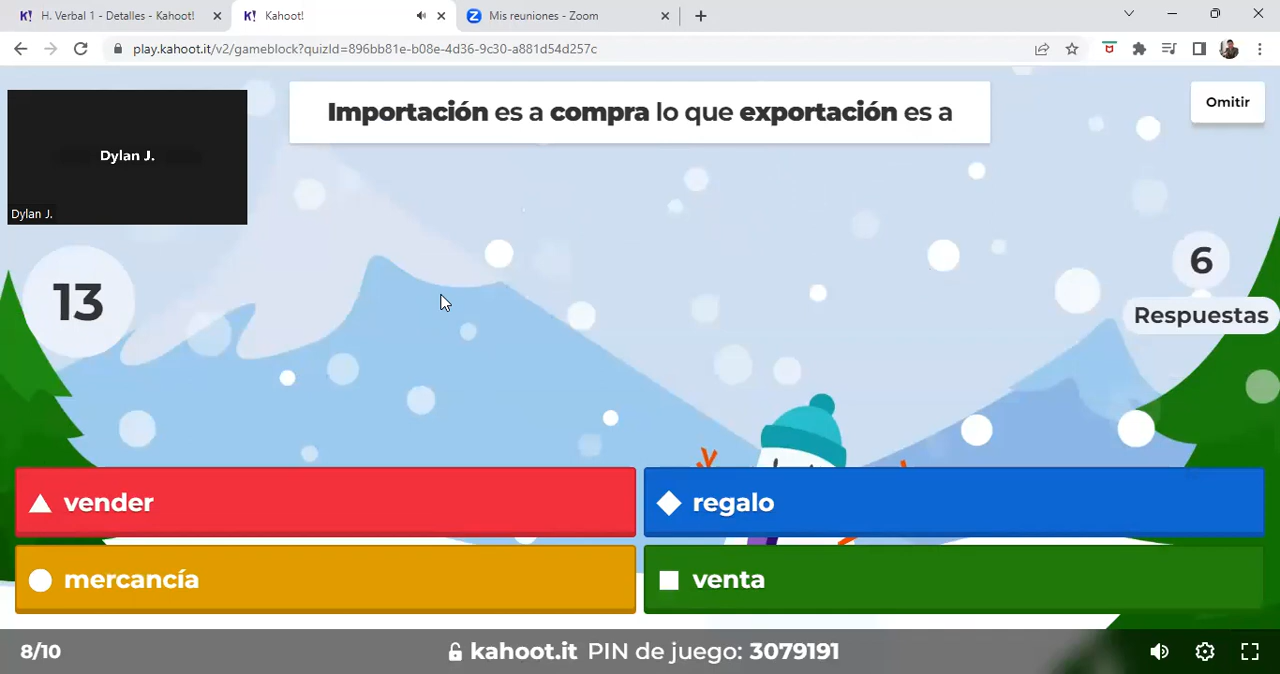 H. Verbal 1 - Detalles - Kahoot!
Kahoot!
Mis reuniones - Zoom
play.kahoot.it/v2/gameblock?quizId=896bb81e-b08e-4d36-9c30-a881d54d257c
Importación es a compra lo que exportación es a
Omitir
Dylan J.
Dylan J.
13
6
Respuestas
vender
regalo
mercancía
venta
8/10
kahoot.it PIN de juego: 3079191